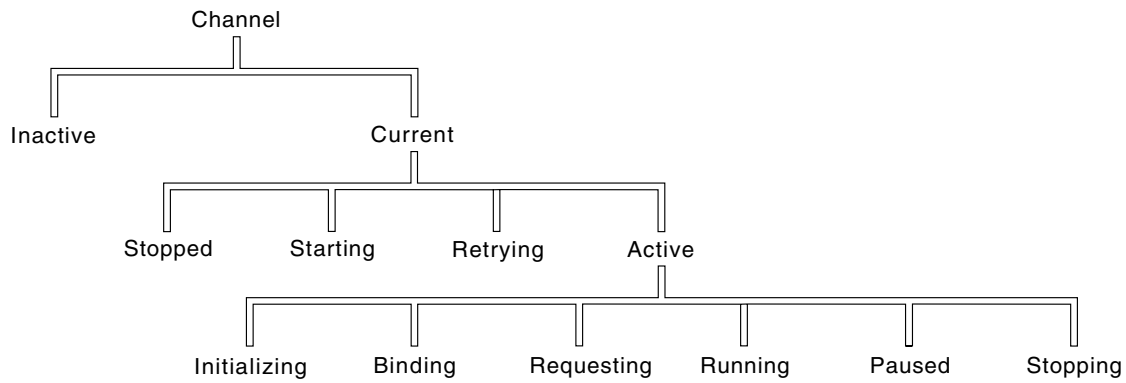 Channel
Inactive Current
Stopped Starting Retrying Active
Initializing Binding Requesting Running Paused Stopping